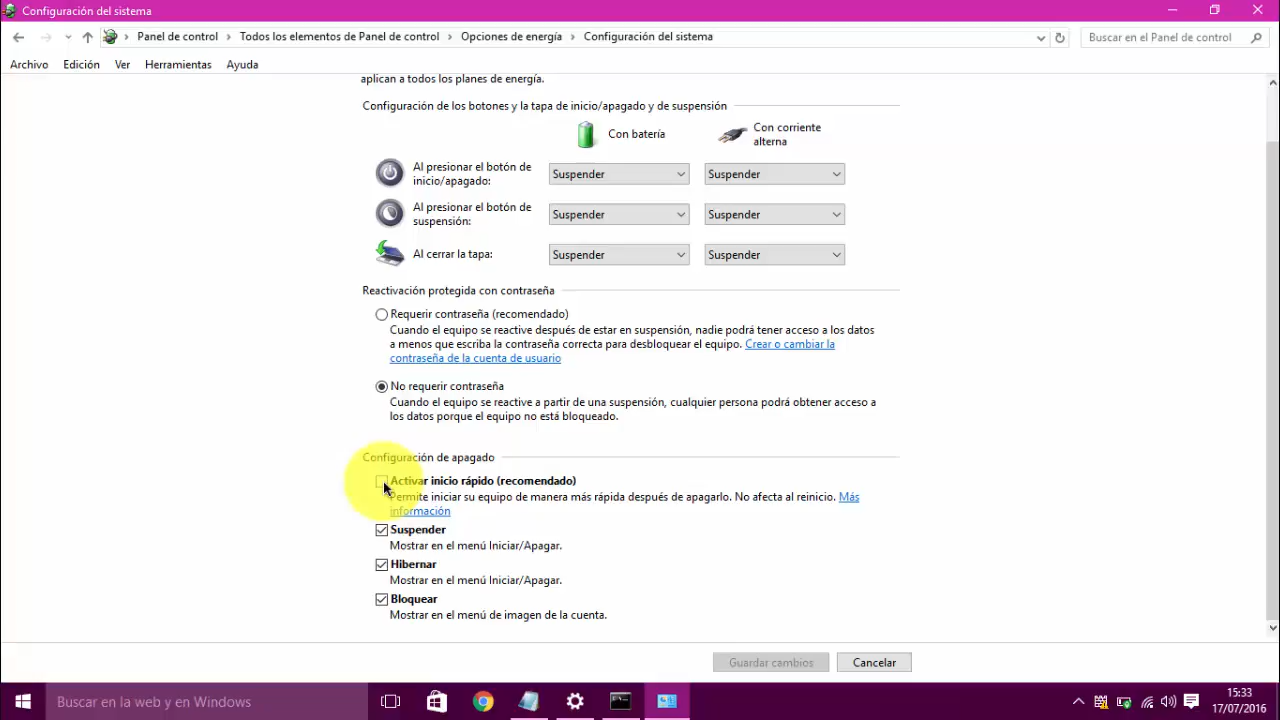 Configuración del sistema
Panel de control > Todos los elementos de Panel de control > Opciones de energía > Configuración del sistema
Buscar en el Panel de control
Archivo Edición Ver Herramientas Ayuda
aplican a todos los planes de energía.
Configuración de los botones y la tapa de inicio/apagado y de suspensión
Con batería
Con corriente
alterna
Al presionar el botón de
inicio/apagado:
Suspender
Suspender
Al presionar el botón de
suspensión:
Suspender
Suspender
Al cerrar la tapa:
Suspender
Suspender
Reactivación protegida con contraseña
Requerir contraseña (recomendado)
Cuando el equipo se reactive después de estar en suspensión, nadie podrá tener acceso a los datos
a menos que escriba la contraseña correcta para desbloquear el equipo. Crear o cambiar la
contraseña de la cuenta de usuario
No requerir contraseña
Cuando el equipo se reactive a partir de una suspensión, cualquier persona podrá obtener acceso a
los datos porque el equipo no está bloqueado.
Configuración de apagado
Activar inicio rápido (recomendado)
Permite iniciar su equipo de manera más rápida después de apagarlo. No afecta al reinicio. Más
información
Suspender
Mostrar en el menú Iniciar/Apagar.
Hibernar
Mostrar en el menú Iniciar/Apagar.
Bloquear
Mostrar en el menú de imagen de la cuenta.
Guardar cambios
Cancelar
Buscar en la web y en Windows
15:33
17/07/2016